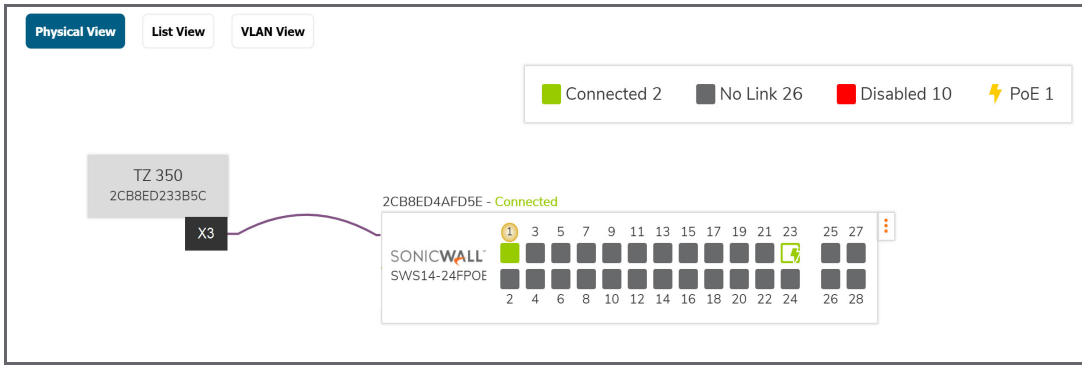 Physical View List View VLAN View
Connected 2 No Link 26 Disabled 10 PoE 1
TZ 350
2CB8ED233B5C
X3
2CB8ED4AFD5E - Connected
1 3 5 7 9 11 13 15 17 19 21 23 25 27
SONICWALL
SWS14-24FPOE
2 4 6 8 10 12 14 16 18 20 22 24 26 28